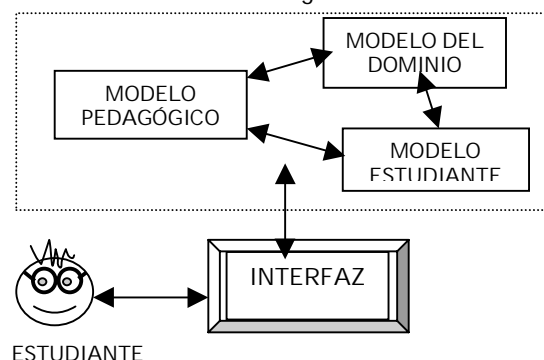 MODELO DEL
DOMINIO
MODELO
PEDAGÓGICO
MODELO
ESTUDIANTE
INTERFAZ
ESTUDIANTE